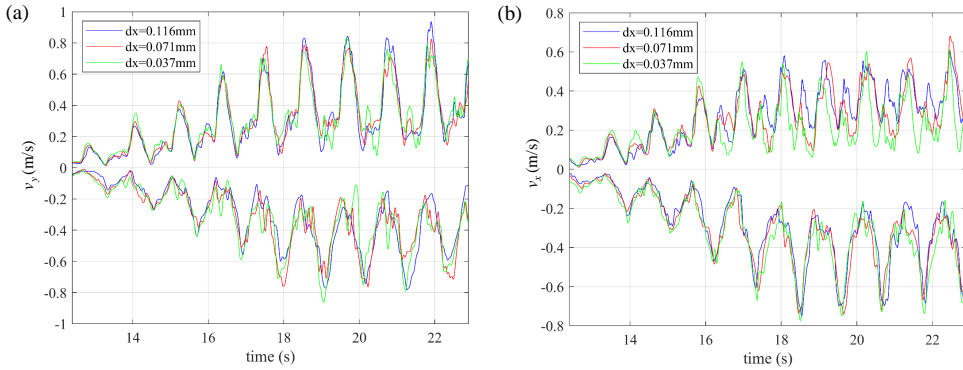 (a)
dx=0.116mm
dx=0.071mm
dx=0.037mm
1
0.8
0.6
0.4
0.2
0
-0.2
-0.4
-0.6
-0.8
-1
v_y (m/s)
14 16 18 20 22
time (s)
(b)
dx=0.116mm
dx=0.071mm
dx=0.037mm
0.8
0.6
0.4
0.2
0
-0.2
-0.4
-0.6
-0.8
v_x (m/s)
14 16 18 20 22
time (s)